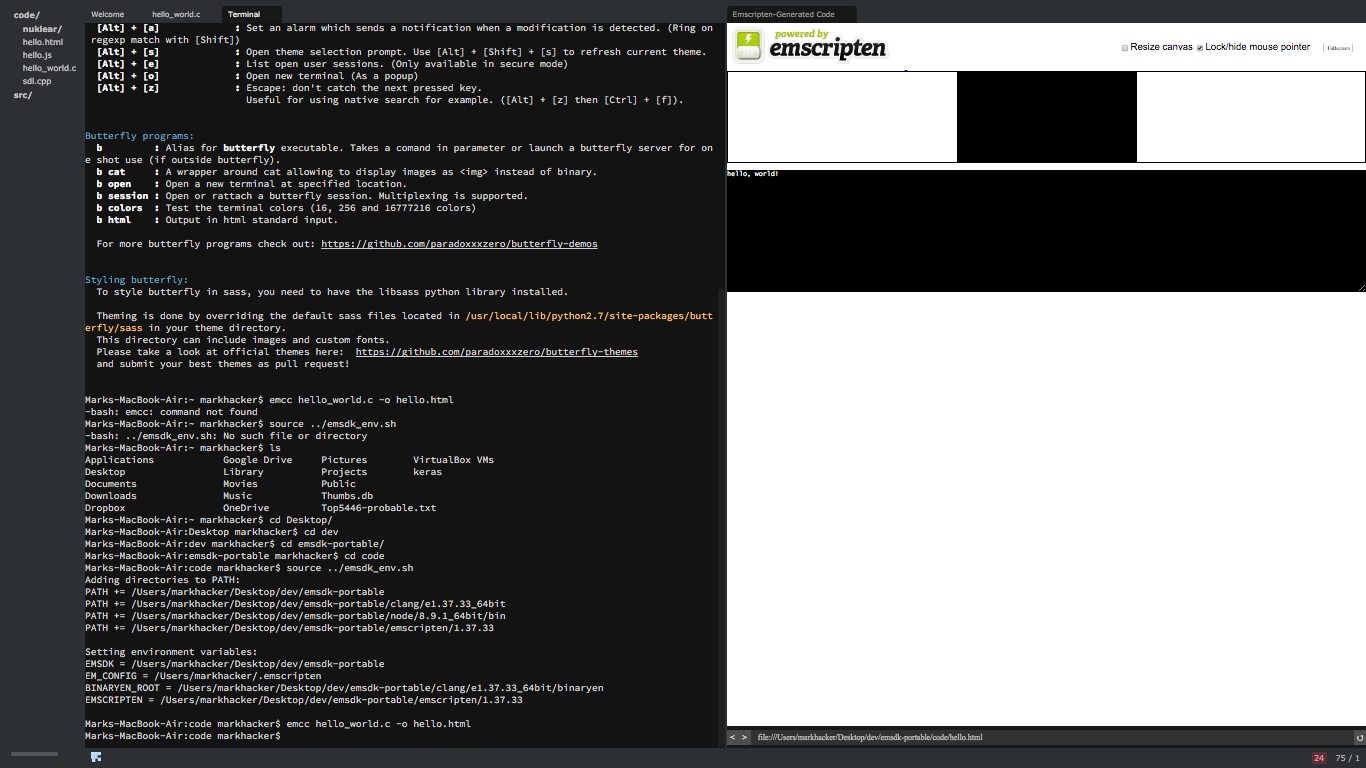 code/
nuklear/
hello.html
hello.js
hello_world.c
sdl.cpp
src/
Welcome hello_world.c Terminal
[Alt] + [a] : Set an alarm which sends a notification when a modification is detected. (Ring on
regexp match with [Shift])
[Alt] + [s] : Open theme selection prompt. Use [Alt] + [Shift] + [s] to refresh current theme.
[Alt] + [e] : List open user sessions. (Only available in secure mode)
[Alt] + [o] : Open new terminal (As a popup)
[Alt] + [z] : Escape: don't catch the next pressed key.
Useful for using native search for example. ([Alt] + [z] then [Ctrl] + [f]).
Butterfly programs:
b : Alias for butterfly executable. Takes a comand in parameter or launch a butterfly server for on
e shot use (if outside butterfly).
b cat : A wrapper around cat allowing to display images as <img> instead of binary.
b open : Open a new terminal at specified location.
b session : Open or rattach a butterfly session. Multiplexing is supported.
b colors : Test the terminal colors (16, 256 and 16777216 colors)
b html : Output in html standard input.
For more butterfly programs check out: https://github.com/paradoxxxzero/butterfly-demos
Styling butterfly:
To style butterfly in sass, you need to have the libsass python library installed.
Theming is done by overriding the default sass files located in /usr/local/lib/python2.7/site-packages/butt
erfly/sass in your theme directory.
This directory can include images and custom fonts.
Please take a look at official themes here: https://github.com/paradoxxxzero/butterfly-themes
and submit your best themes as pull request!
Marks-MacBook-Air:~ markhacker$ emcc hello_world.c -o hello.html
-bash: emcc: command not found
Marks-MacBook-Air:~ markhacker$ source ../emsdk_env.sh
-bash: ../emsdk_env.sh: No such file or directory
Marks-MacBook-Air:~ markhacker$ ls
Applications Google Drive Pictures VirtualBox VMs
Desktop Library Projects keras
Documents Movies Public
Downloads Music Thumbs.db
Dropbox OneDrive Top5446-probable.txt
Marks-MacBook-Air:~ markhacker$ cd Desktop/
Marks-MacBook-Air:Desktop markhacker$ cd dev
Marks-MacBook-Air:dev markhacker$ cd emsdk-portable/
Marks-MacBook-Air:emsdk-portable markhacker$ cd code
Marks-MacBook-Air:code markhacker$ source ../emsdk_env.sh
Adding directories to PATH:
PATH += /Users/markhacker/Desktop/dev/emsdk-portable
PATH += /Users/markhacker/Desktop/dev/emsdk-portable/clang/e1.37.33_64bit
PATH += /Users/markhacker/Desktop/dev/emsdk-portable/node/8.9.1_64bit/bin
PATH += /Users/markhacker/Desktop/dev/emsdk-portable/emscripten/1.37.33
Setting environment variables:
EMSDK = /Users/markhacker/Desktop/dev/emsdk-portable
EM_CONFIG = /Users/markhacker/.emscripten
BINARYEN_ROOT = /Users/markhacker/Desktop/dev/emsdk-portable/clang/e1.37.33_64bit/binaryen
EMSCRIPTEN = /Users/markhacker/Desktop/dev/emsdk-portable/emscripten/1.37.33
Marks-MacBook-Air:code markhacker$ emcc hello_world.c -o hello.html
Marks-MacBook-Air:code markhacker$
Emscripten-Generated Code
powered by
emscripten
Resize canvas Lock/hide mouse pointer Fullscreen
hello, world!
< > file:///Users/markhacker/Desktop/dev/emsdk-portable/code/hello.html
24 75 / 1